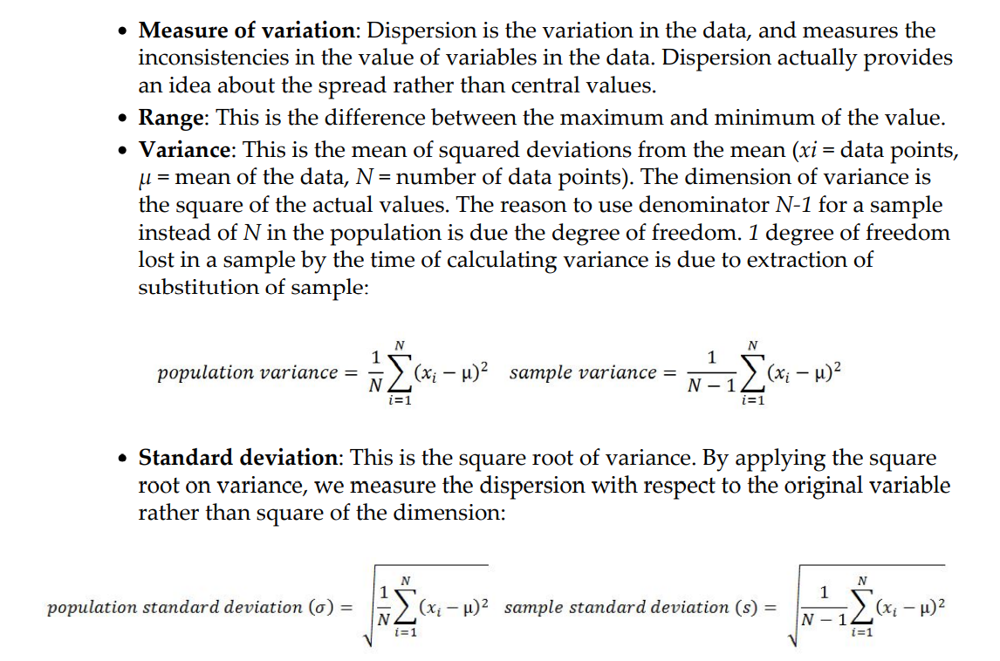 • Measure of variation: Dispersion is the variation in the data, and measures the
inconsistencies in the value of variables in the data. Dispersion actually provides
an idea about the spread rather than central values.
• Range: This is the difference between the maximum and minimum of the value.
• Variance: This is the mean of squared deviations from the mean (xi = data points,
µ = mean of the data, N = number of data points). The dimension of variance is
the square of the actual values. The reason to use denominator N-1 for a sample
instead of N in the population is due the degree of freedom. 1 degree of freedom
lost in a sample by the time of calculating variance is due to extraction of
substitution of sample:
population variance = \frac{1}{N}\sum_{i=1}^{N}(x_i − µ)^2 sample variance = \frac{1}{N − 1}\sum_{i=1}^{N}(x_i − µ)^2
• Standard deviation: This is the square root of variance. By applying the square
root on variance, we measure the dispersion with respect to the original variable
rather than square of the dimension:
population standard deviation (σ) = \sqrt{\frac{1}{N}\sum_{i=1}^{N}(x_i − µ)^2} sample standard deviation (s) = \sqrt{\frac{1}{N − 1}\sum_{i=1}^{N}(x_i − µ)^2}